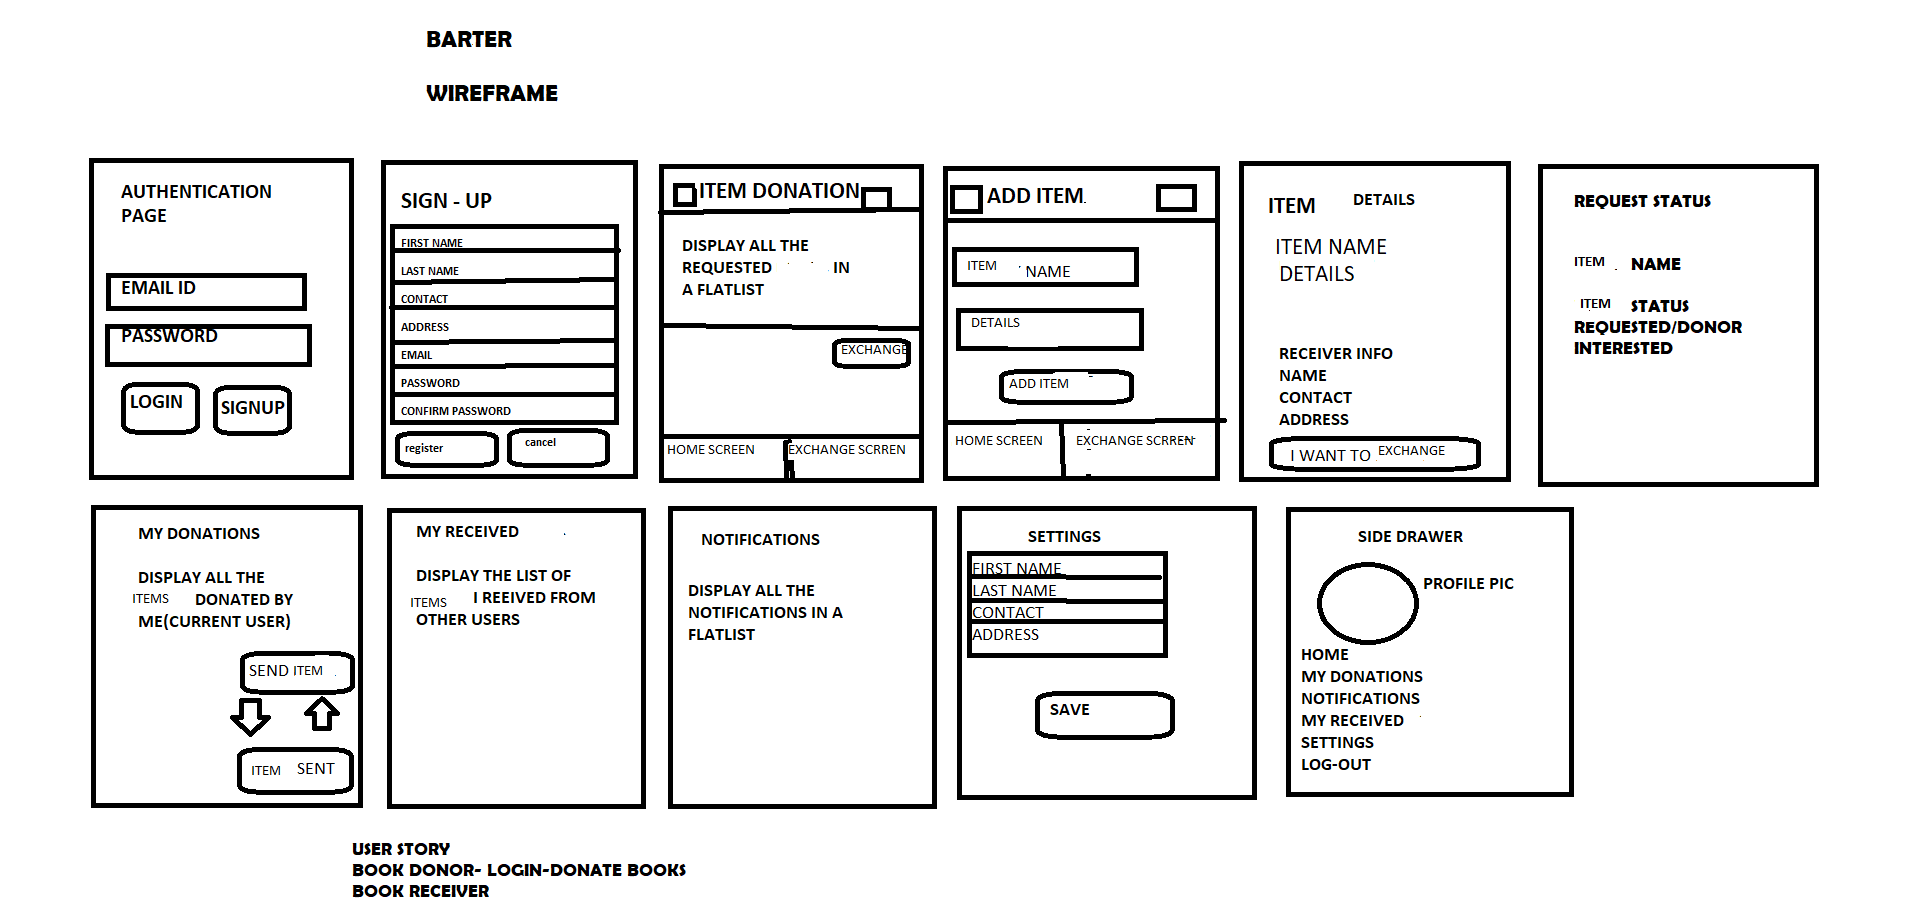 BARTER
WIREFRAME
AUTHENTICATION
PAGE
EMAIL ID
PASSWORD
LOGIN
SIGNUP
SIGN - UP
FIRST NAME
LAST NAME
CONTACT
ADDRESS
EMAIL
PASSWORD
CONFIRM PASSWORD
register
cancel
ITEM DONATION
DISPLAY ALL THE
REQUESTED IN
A FLATLIST
EXCHANGE
HOME SCREEN
EXCHANGE SCRREN
ADD ITEM
ITEM NAME
DETAILS
ADD ITEM
HOME SCREEN
EXCHANGE SCRREN
ITEM DETAILS
ITEM NAME
DETAILS
RECEIVER INFO
NAME
CONTACT
ADDRESS
I WANT TO EXCHANGE
REQUEST STATUS
ITEM NAME
ITEM STATUS
REQUESTED/DONOR
INTERESTED
MY DONATIONS
DISPLAY ALL THE
ITEMS DONATED BY
ME(CURRENT USER)
SEND ITEM
ITEM SENT
MY RECEIVED
DISPLAY THE LIST OF
ITEMS I REEIVED FROM
OTHER USERS
NOTIFICATIONS
DISPLAY ALL THE
NOTIFICATIONS IN A
FLATLIST
SETTINGS
FIRST NAME
LAST NAME
CONTACT
ADDRESS
SAVE
SIDE DRAWER
PROFILE PIC
HOME
MY DONATIONS
NOTIFICATIONS
MY RECEIVED
SETTINGS
LOG-OUT
USER STORY
BOOK DONOR- LOGIN-DONATE BOOKS
BOOK RECEIVER